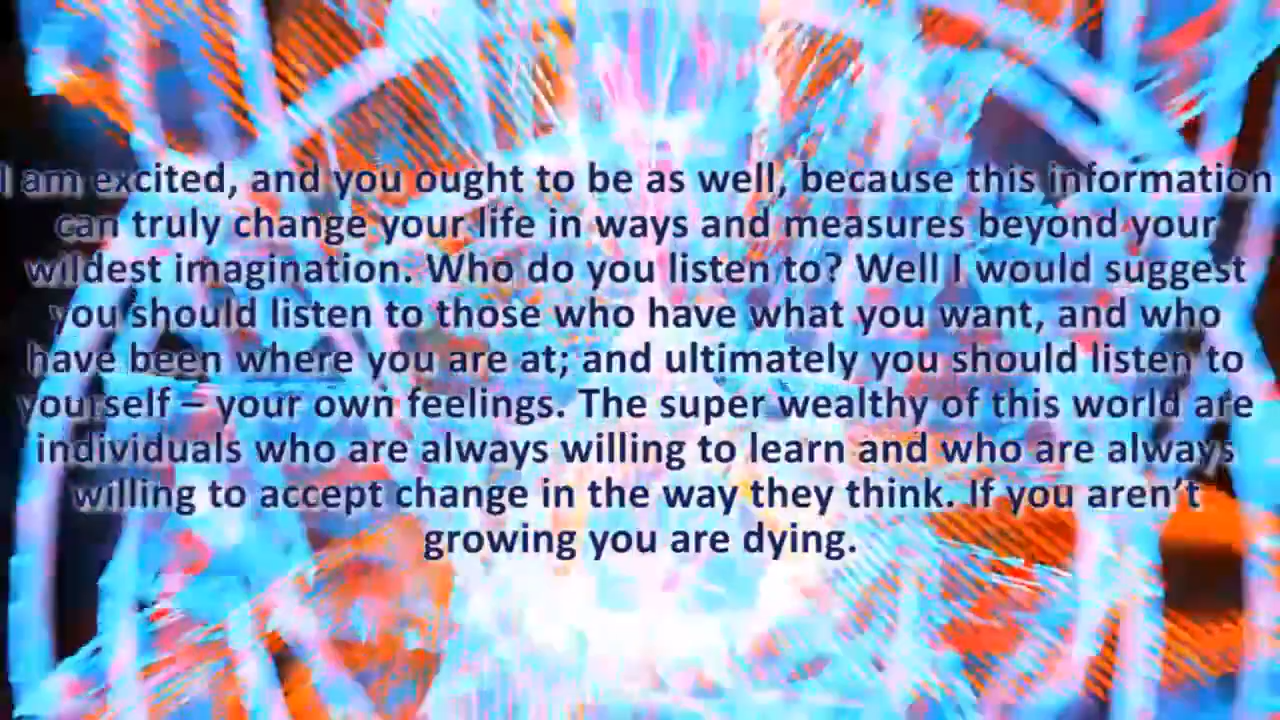 I am excited, and you ought to be as well, because this information
can truly change your life in ways and measures beyond your
wildest imagination. Who do you listen to? Well I would suggest
you should listen to those who have what you want, and who
have been where you are at; and ultimately you should listen to
yourself – your own feelings. The super wealthy of this world are
individuals who are always willing to learn and who are always
willing to accept change in the way they think. If you aren’t
growing you are dying.